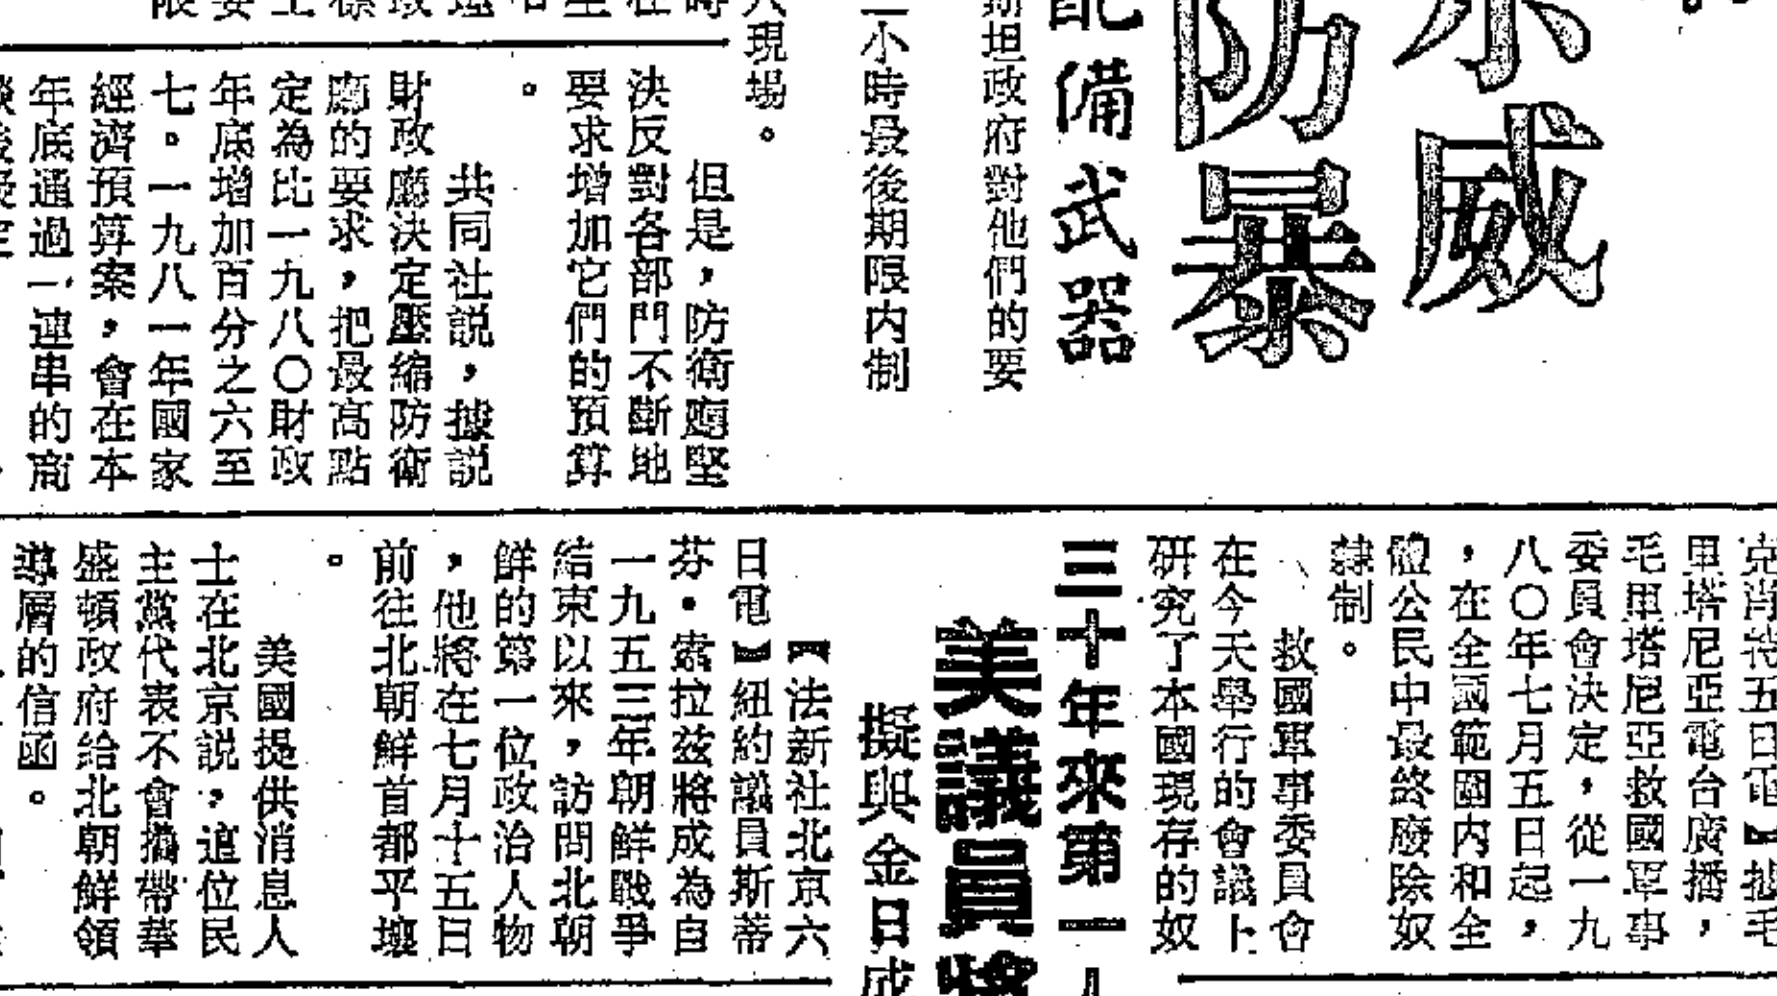 威
防暴
配備武器
斯坦政府對他們的要
小時最後期限内制
現場。
但是，防衛廳堅
決反對各部門不斷地
要求增加它們的預算
。
共同社説，據説
財政廳決定壓縮防衛
廳的要求，把最高點
定為比一九八〇財政
年底增加百分之六至
七。一九八一年國家
經濟預算案，會在本
年底通過一連串的商
克肖特五日電】據毛
里塔尼亞電台廣播，
毛里塔尼亞救國軍事
委員會決定，從一九
八〇年七月五日起，
，在全國範圍内和全
體公民中最終廢除奴
隸制。
救國軍事委員會
在今天舉行的會議上
研究了本國現存的奴
三十年來第一
美議員將
擬與金日成
【法新社北京六
日電】紐約議員斯蒂
芬·索拉兹將成為自
一九五三年朝鮮戰爭
結束以來，訪問北朝
鮮的第一位政治人物
，他將在七月十五日
前往北朝鮮首都平壤
。
美國提供消息人
士在北京説，這位民
主黨代表不會攜帶華
盛頓政府給北朝鮮領
導層的信函。